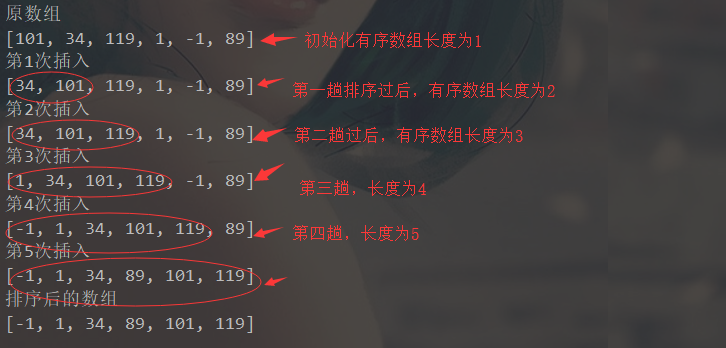 原数组
[101, 34, 119, 1, -1, 89] 初始化有序数组长度为1
第1次插入
[34, 101, 119, 1, -1, 89] 第一趟排序过后，有序数组长度为2
第2次插入
[34, 101, 119, 1, -1, 89] 第二趟过后，有序数组长度为3
第3次插入
[1, 34, 101, 119, -1, 89] 第三趟，长度为4
第4次插入
[-1, 1, 34, 101, 119, 89] 第四趟，长度为5
第5次插入
[-1, 1, 34, 89, 101, 119]
排序后的数组
[-1, 1, 34, 89, 101, 119]